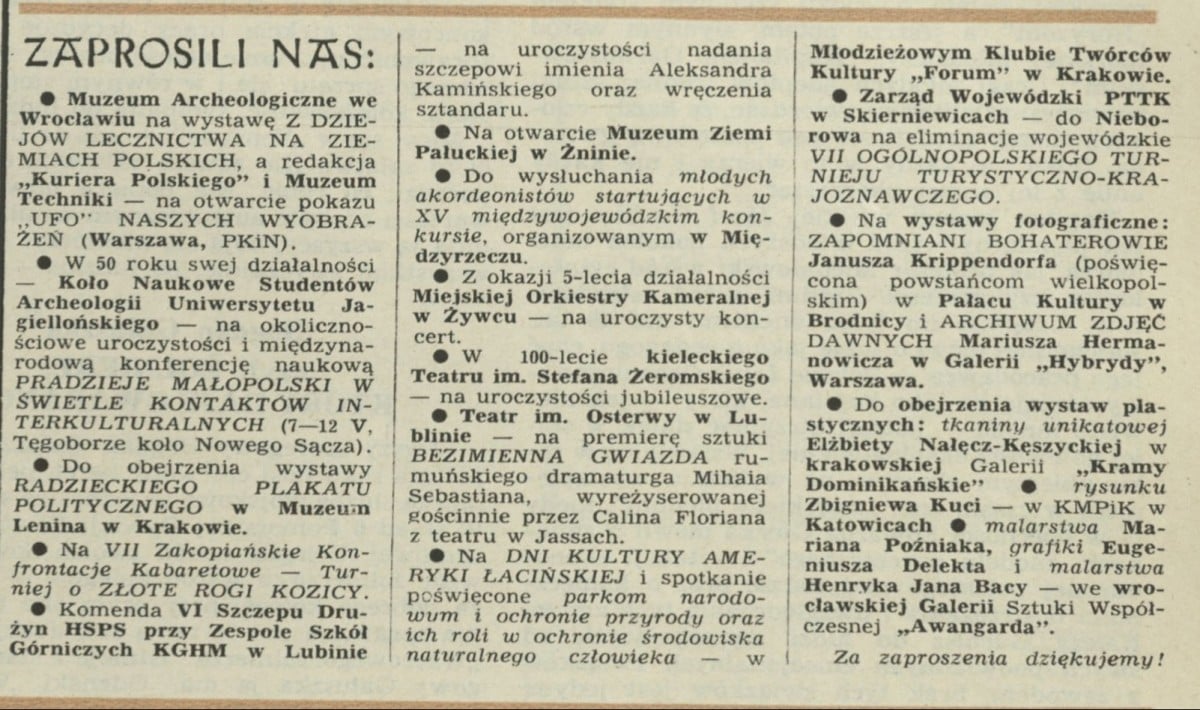 ZAPROSILI NAS:
● Muzeum Archeologiczne we
Wrocławiu na wystawę Z DZIE-
JÓW LECZNICTWA NA ZIE-
MIACH POLSKICH, a redakcja
„Kuriera Polskiego” i Muzeum
Techniki — na otwarcie pokazu
„UFO” NASZYCH WYOBRA-
ŻEŃ (Warszawa, PKiN).
● W 50 roku swej działalności
— Koło Naukowe Studentów
Archeologii Uniwersytetu Ja-
giellońskiego — na okoliczno-
ściowe uroczystości i międzyna-
rodową konferencję naukową
PRADZIEJE MAŁOPOLSKI W
ŚWIETLE KONTAKTÓW IN-
TERKULTURALNYCH (7—12 V,
Tęgoborze koło Nowego Sącza).
● Do obejrzenia wystawy
RADZIECKIEGO PLAKATU
POLITYCZNEGO w Muzeum
Lenina w Krakowie.
● Na VII Zakopiańskie Kon-
frontacje Kabaretowe — Tur-
niej o ZŁOTE ROGI KOZICY.
● Komenda VI Szczepu Dru-
żyn HSPS przy Zespole Szkół
Górniczych KGHM w Lubinie
— na uroczystości nadania
szczepowi imienia Aleksandra
Kamińskiego oraz wręczenia
sztandaru.
● Na otwarcie Muzeum Ziemi
Pałuckiej w Żninie.
● Do wysłuchania młodych
akordeonistów startujących w
XV międzywojewódzkim kon-
kursie, organizowanym w Mię-
dzyrzeczu.
● Z okazji 5-lecia działalności
Miejskiej Orkiestry Kameralnej
w Żywcu — na uroczysty kon-
cert.
● W 100-lecie kieleckiego
Teatru im. Stefana Żeromskiego
— na uroczystości jubileuszowe.
● Teatr im. Osterwy w Lu-
blinie — na premierę sztuki
BEZIMIENNA GWIAZDA ru-
muńskiego dramaturga Mihaia
Sebastiana, wyreżyserowanej
gościnnie przez Calina Floriana
z teatru w Jassach.
● Na DNI KULTURY AME-
RYKI ŁACIŃSKIEJ i spotkanie
poświęcone parkom narodo-
wym i ochronie przyrody oraz
ich roli w ochronie środowiska
naturalnego człowieka — w
Młodzieżowym Klubie Twórców
Kultury „Forum” w Krakowie.
● Zarząd Wojewódzki PTTK
w Skierniewicach — do Niebo-
rowa na eliminacje wojewódzkie
VII OGÓLNOPOLSKIEGO TUR-
NIEJU TURYSTYCZNO-KRA-
JOZNAWCZEGO.
● Na wystawy fotograficzne:
ZAPOMNIANI BOHATEROWIE
Janusza Krippendorfa (poświę-
cona powstańcom wielkopol-
skim) w Pałacu Kultury w
Brodnicy i ARCHIWUM ZDJĘĆ
DAWNYCH Mariusza Herma-
nowicza w Galerii „Hybrydy”,
Warszawa.
● Do obejrzenia wystaw pla-
stycznych: tkaniny unikatowej
Elżbiety Nałęcz-Kęszyckiej w
krakowskiej Galerii „Kramy
Dominikańskie” ● rysunku
Zbigniewa Kuci — w KMPiK w
Katowicach ● malarstwa Ma-
riana Poźniaka, grafiki Euge-
niusza Delekta i malarstwa
Henryka Jana Bacy — we wro-
cławskiej Galerii Sztuki Współ-
czesnej „Awangarda”.
Za zaproszenia dziękujemy!